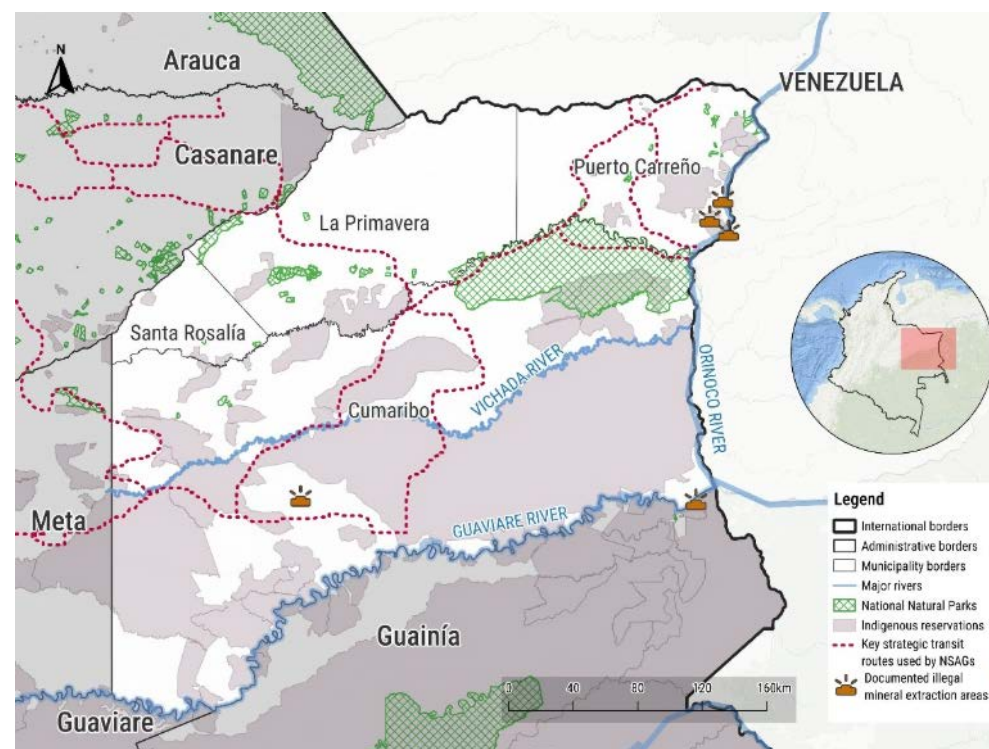 N
Arauca
VENEZUELA
Casanare
Puerto Carreño
La Primavera
Santa Rosalía
VICHADA RIVER
ORINOCO RIVER
Cumaribo
Meta
GUAVIARE RIVER
Guainía
Guaviare
0 40 80 120 160km
Legend
International borders
Administrative borders
Municipality borders
Major rivers
National Natural Parks
Indigenous reservations
Key strategic transit
routes used by NSAGs
Documented illegal
mineral extraction areas